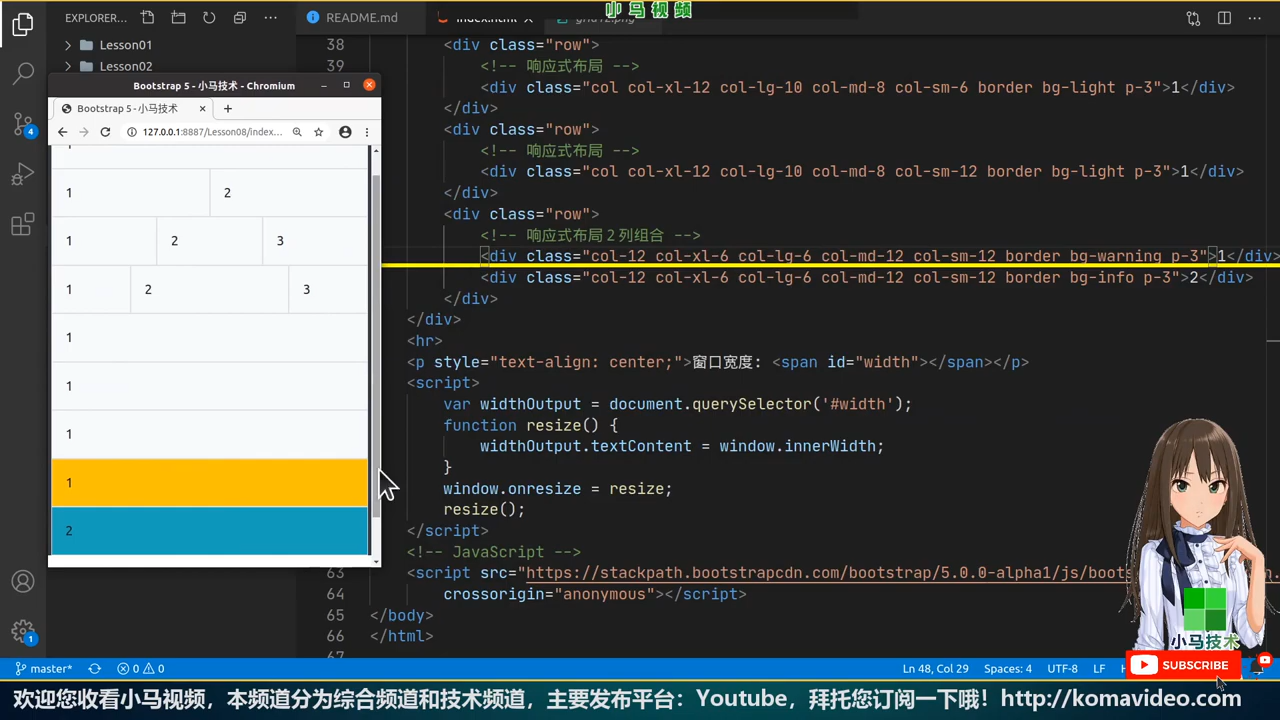 小马视频
EXPLORER...
README.md
index.html
grid12.png
Lesson01
Lesson02
Bootstrap 5 - 小马技术 - Chromium
Bootstrap 5 - 小马技术
127.0.0.1:8887/Lesson08/index...
1
1 2
1 2 3
1 2 3
1
1
1
1
2
38 <div class="row">
39 <!-- 响应式布局 -->
<div class="col col-xl-12 col-lg-10 col-md-8 col-sm-6 border bg-light p-3">1</div>
</div>
<div class="row">
<!-- 响应式布局 -->
<div class="col col-xl-12 col-lg-10 col-md-8 col-sm-12 border bg-light p-3">1</div>
</div>
<div class="row">
<!-- 响应式布局2列组合 -->
<div class="col-12 col-xl-6 col-lg-6 col-md-12 col-sm-12 border bg-warning p-3">1</div>
<div class="col-12 col-xl-6 col-lg-6 col-md-12 col-sm-12 border bg-info p-3">2</div>
</div>
</div>
<hr>
<p style="text-align: center;">窗口宽度: <span id="width"></span></p>
<script>
var widthOutput = document.querySelector('#width');
function resize() {
widthOutput.textContent = window.innerWidth;
}
window.onresize = resize;
resize();
</script>
<!-- JavaScript -->
63 <script src="https://stackpath.bootstrapcdn.com/bootstrap/5.0.0-alpha1/js/boots
64 crossorigin="anonymous"></script>
65 </body>
66 </html>
67
4
1
小马技术
SUBSCRIBE
master*
0 0
Ln 48, Col 29
Spaces: 4
UTF-8
LF
欢迎您收看小马视频，本频道分为综合频道和技术频道，主要发布平台：Youtube，拜托您订阅一下哦！http://komavideo.com